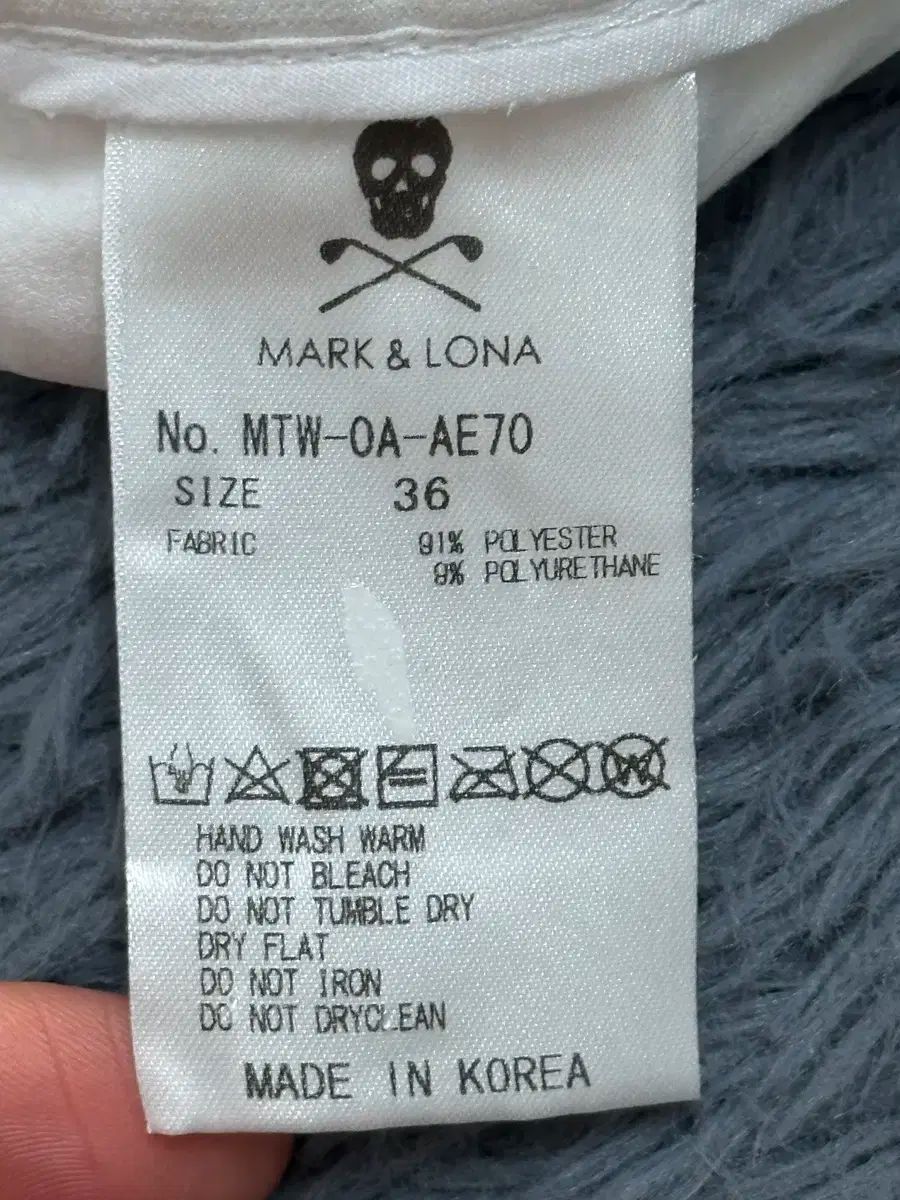 MARK & LONA
No. MTW-OA-AE70
SIZE 36
FABRIC 91% POLYESTER
9% POLYURETHANE
HAND WASH WARM
DO NOT BLEACH
DO NOT TUMBLE DRY
DRY FLAT
DO NOT IRON
DO NOT DRYCLEAN
MADE IN KOREA